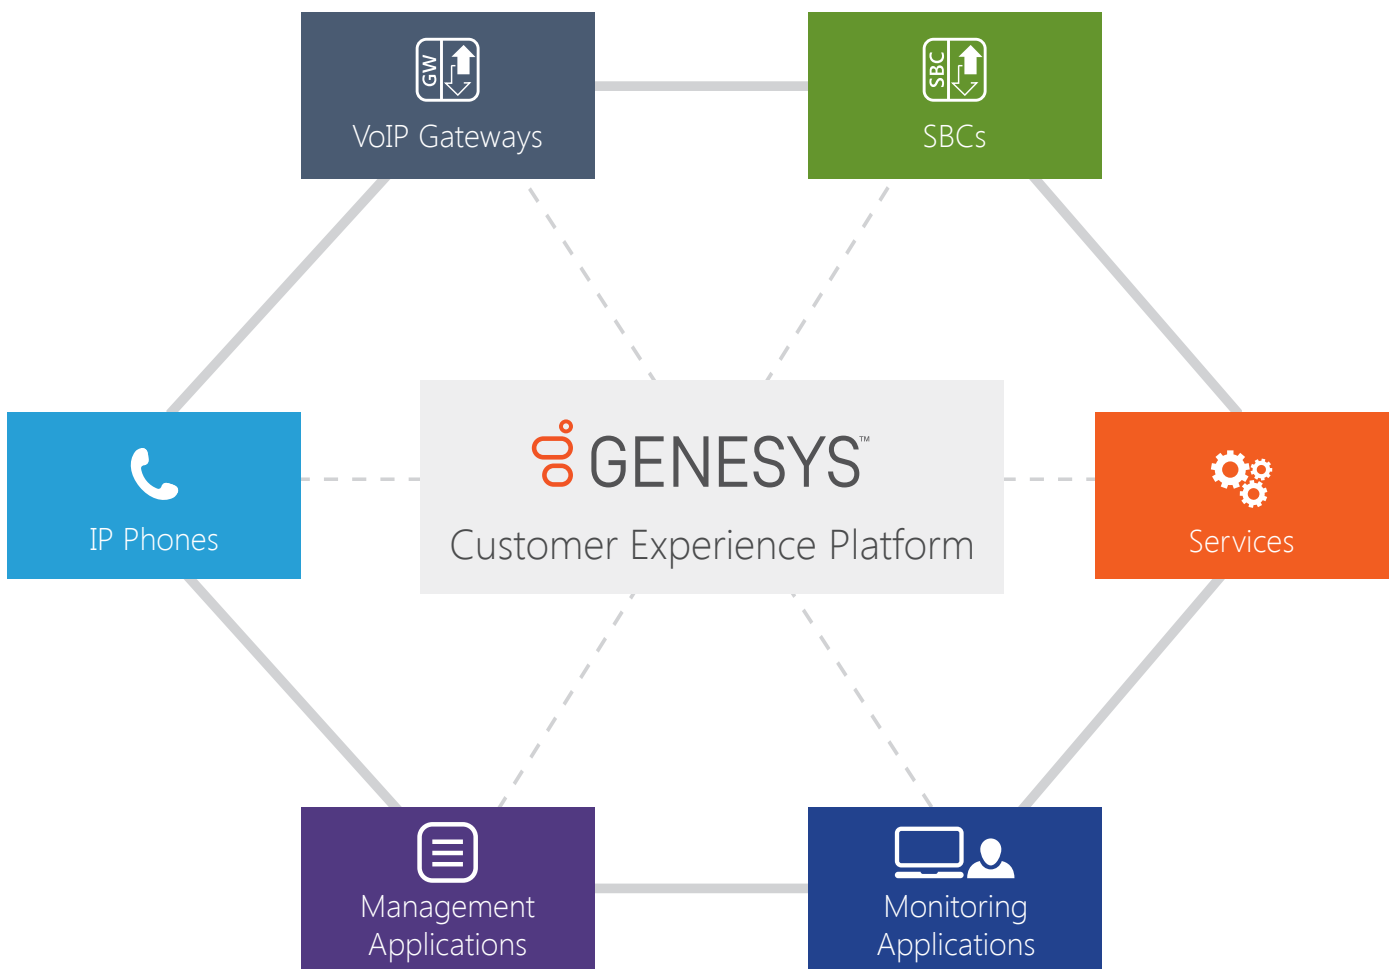 GW
VoIP Gateways
SBC
SBCs
GENESYS™
Customer Experience Platform
IP Phones
Services
Management
Applications
Monitoring
Applications